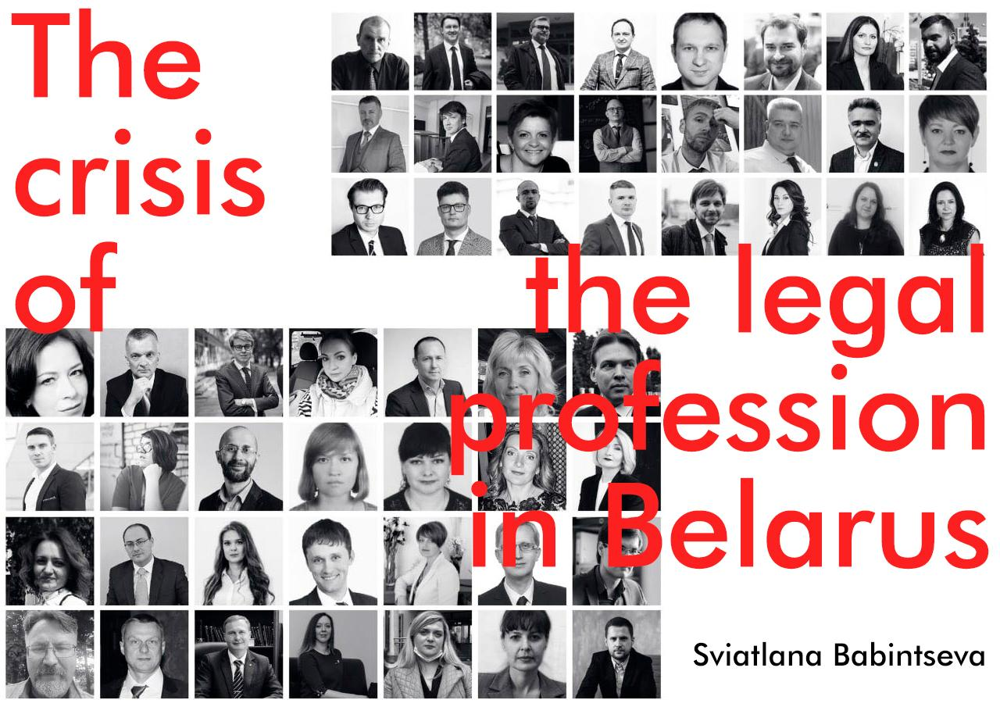 The
crisis
of
the legal
profession
in Belarus
Sviatlana Babintseva